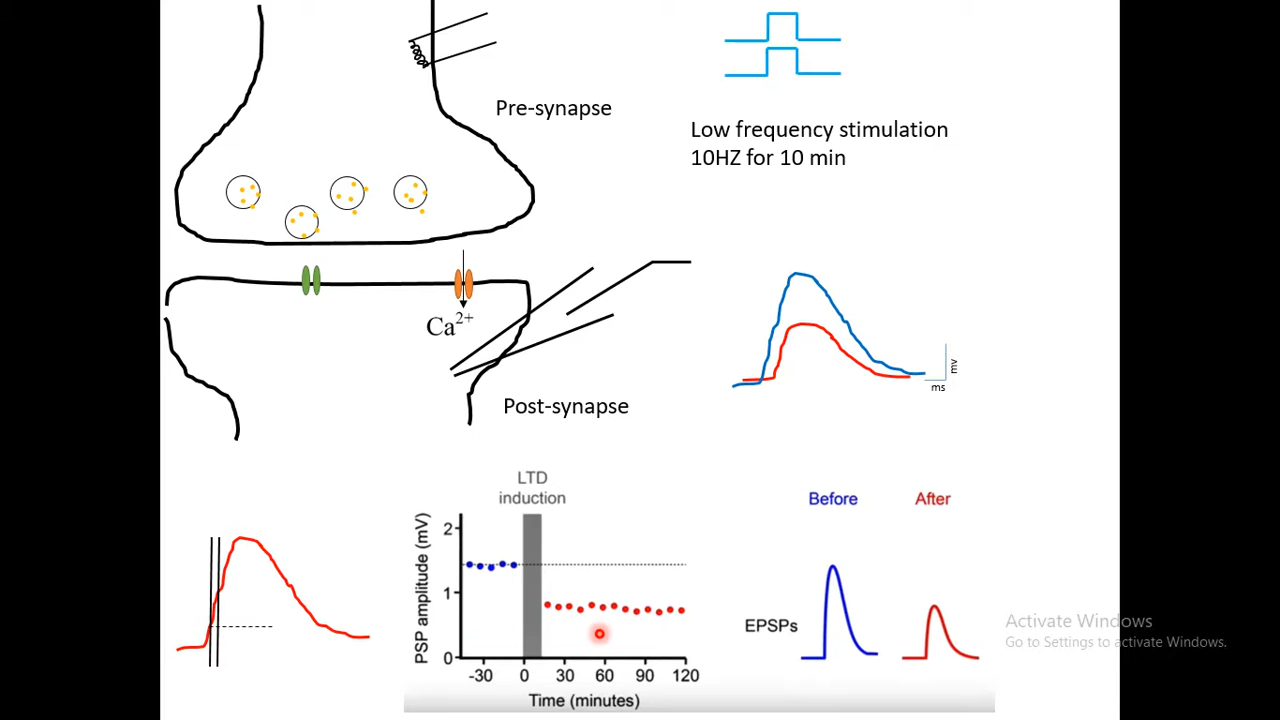 Pre-synapse
Low frequency stimulation
10HZ for 10 min
Ca2+
Post-synapse
mv
ms
LTD
induction
PSP amplitude (mV)
2
1
0
-30 0 30 60 90 120
Time (minutes)
Before After
EPSPs
Activate Windows
Go to Settings to activate Windows.